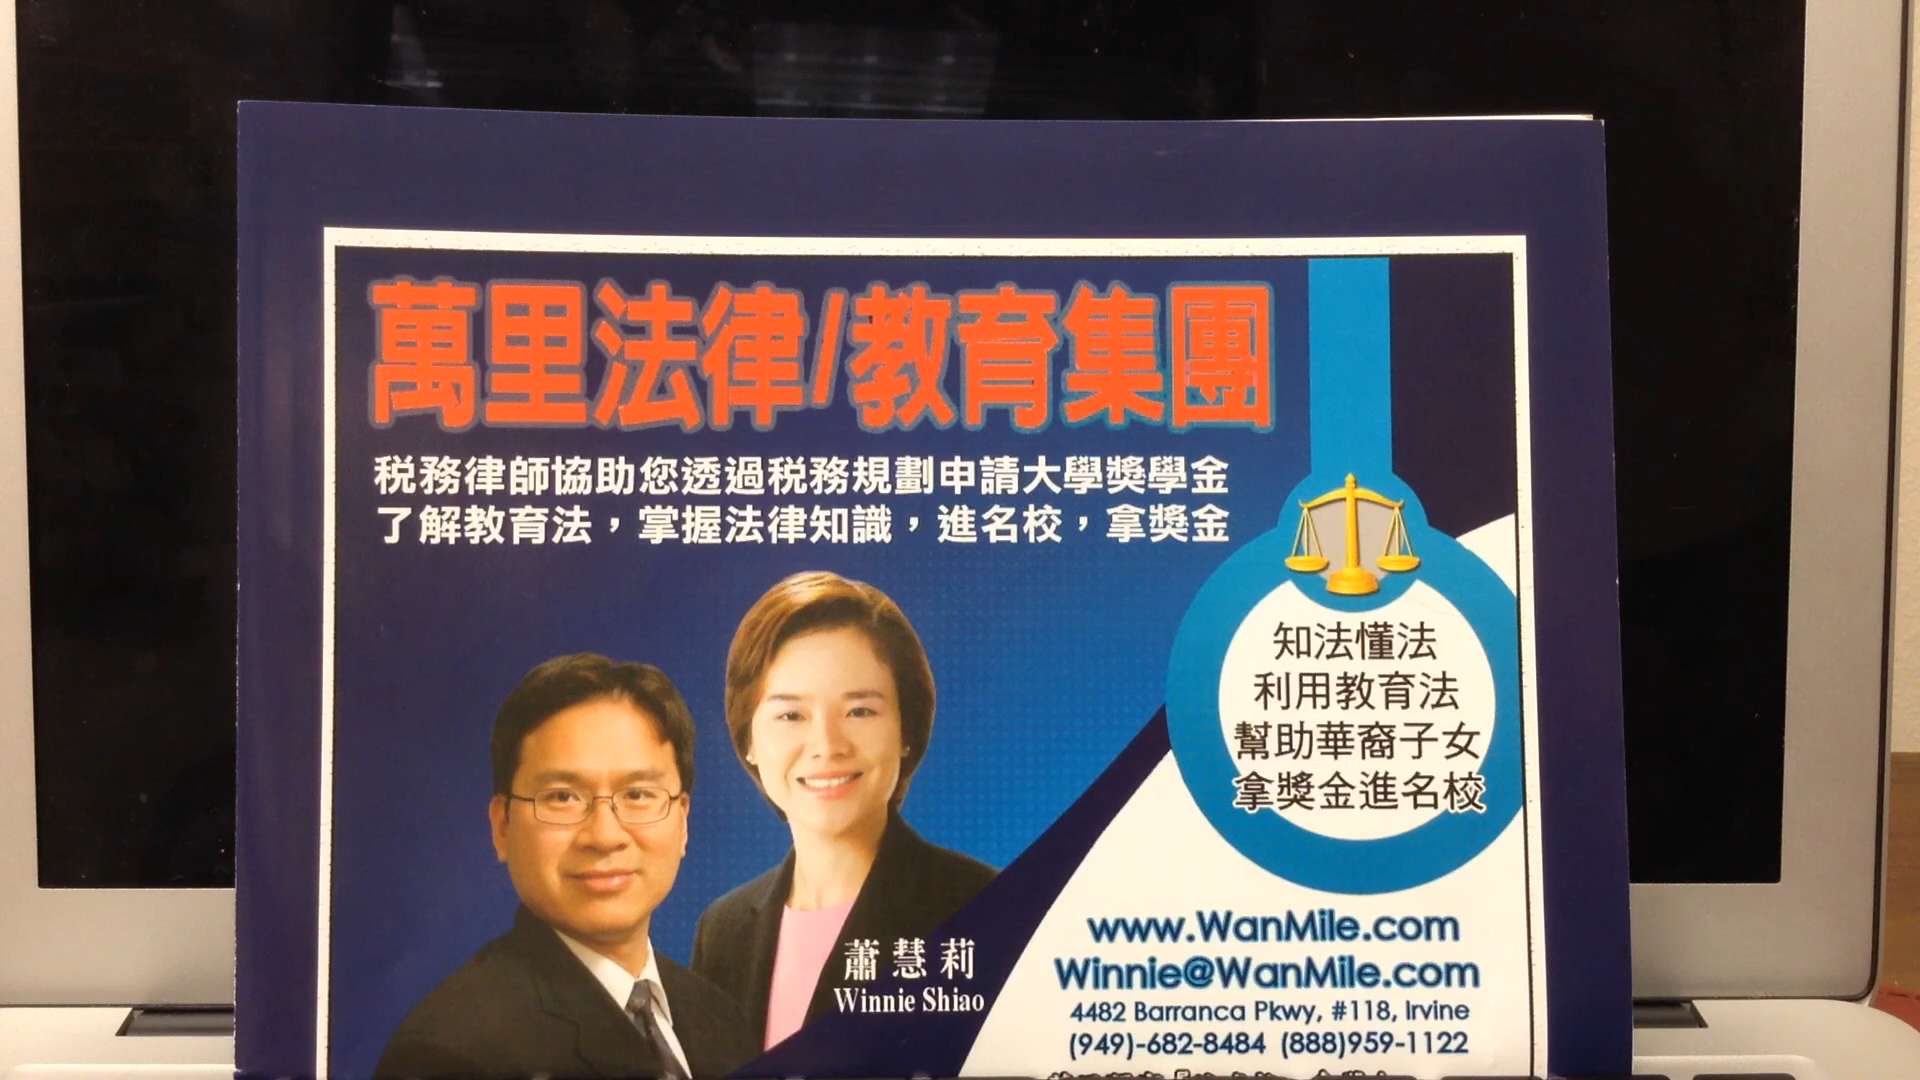 萬里法律/教育集團
税務律師協助您透過税務規劃申請大學獎學金
了解教育法，掌握法律知識，進名校，拿獎金
知法懂法
利用教育法
幫助華裔子女
拿獎金進名校
蕭慧莉
Winnie Shiao
www.WanMile.com
Winnie@WanMile.com
4482 Barranca Pkwy, #118, Irvine
(949)-682-8484 (888)959-1122